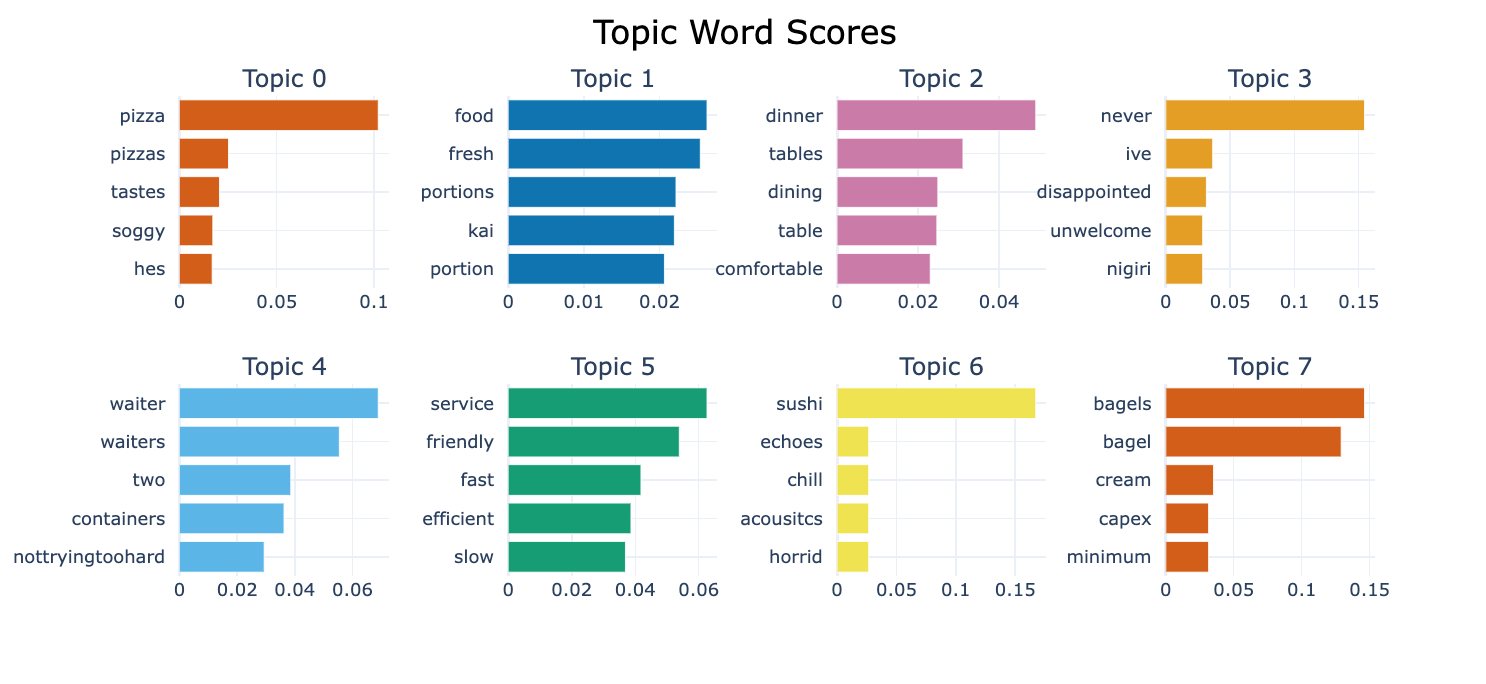 Topic Word Scores
Topic 0
pizza
pizzas
tastes
soggy
hes
0 0.05 0.1
Topic 1
food
fresh
portions
kai
portion
0 0.01 0.02
Topic 2
dinner
tables
dining
table
comfortable
0 0.02 0.04
Topic 3
never
ive
disappointed
unwelcome
nigiri
0 0.05 0.1 0.15
Topic 4
waiter
waiters
two
containers
nottryingtoohard
0 0.02 0.04 0.06
Topic 5
service
friendly
fast
efficient
slow
0 0.02 0.04 0.06
Topic 6
sushi
echoes
chill
acousitcs
horrid
0 0.05 0.1 0.15
Topic 7
bagels
bagel
cream
capex
minimum
0 0.05 0.1 0.15